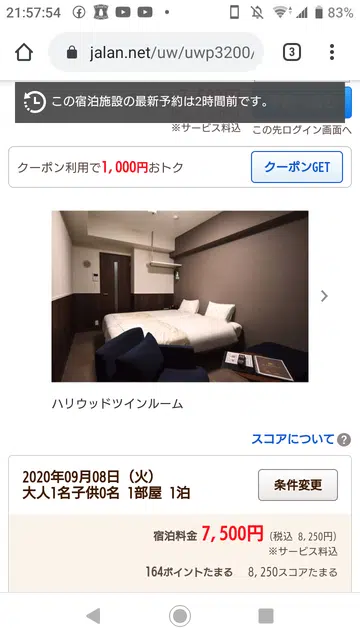 21:57:54
83%
jalan.net/uw/uwp3200/
3
この宿泊施設の最新予約は2時間前です。
※サービス料込
この先ログイン画面へ
クーポン利用で1,000円おトク
クーポンGET
ハリウッドツインルーム
スコアについて?
2020年09月08日（火）
大人1名子供0名 1部屋 1泊
条件変更
宿泊料金 7,500円 (税込 8,250円)
※サービス料込
164ポイントたまる 8,250スコアたまる